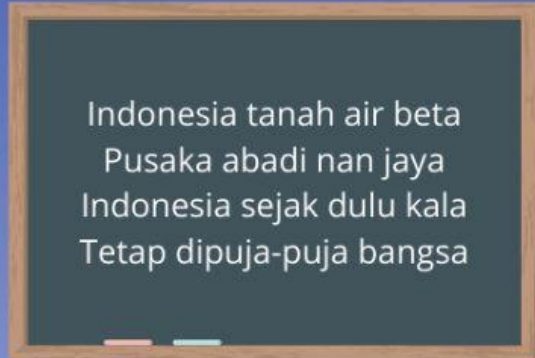 Indonesia tanah air beta
Pusaka abadi nan jaya
Indonesia sejak dulu kala
Tetap dipuja-puja bangsa